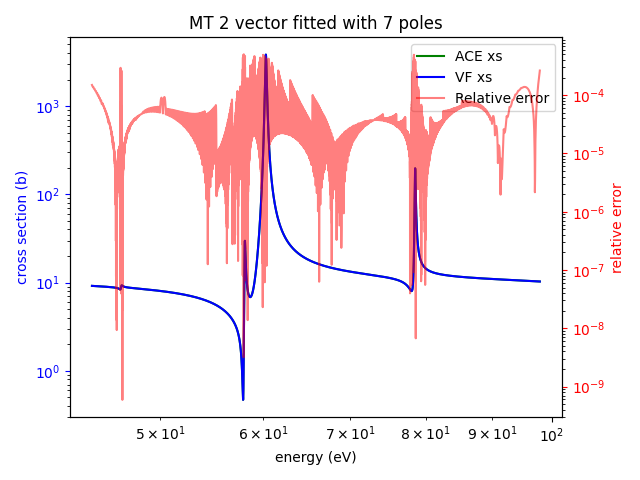 MT 2 vector fitted with 7 poles
ACE xs
VF xs
Relative error
cross section (b)
10³
10²
10¹
10⁰
10⁻⁴
10⁻⁵
10⁻⁶
10⁻⁷
10⁻⁸
10⁻⁹
relative error
5×10¹ 6×10¹ 7×10¹ 8×10¹ 9×10¹ 10²
energy (eV)